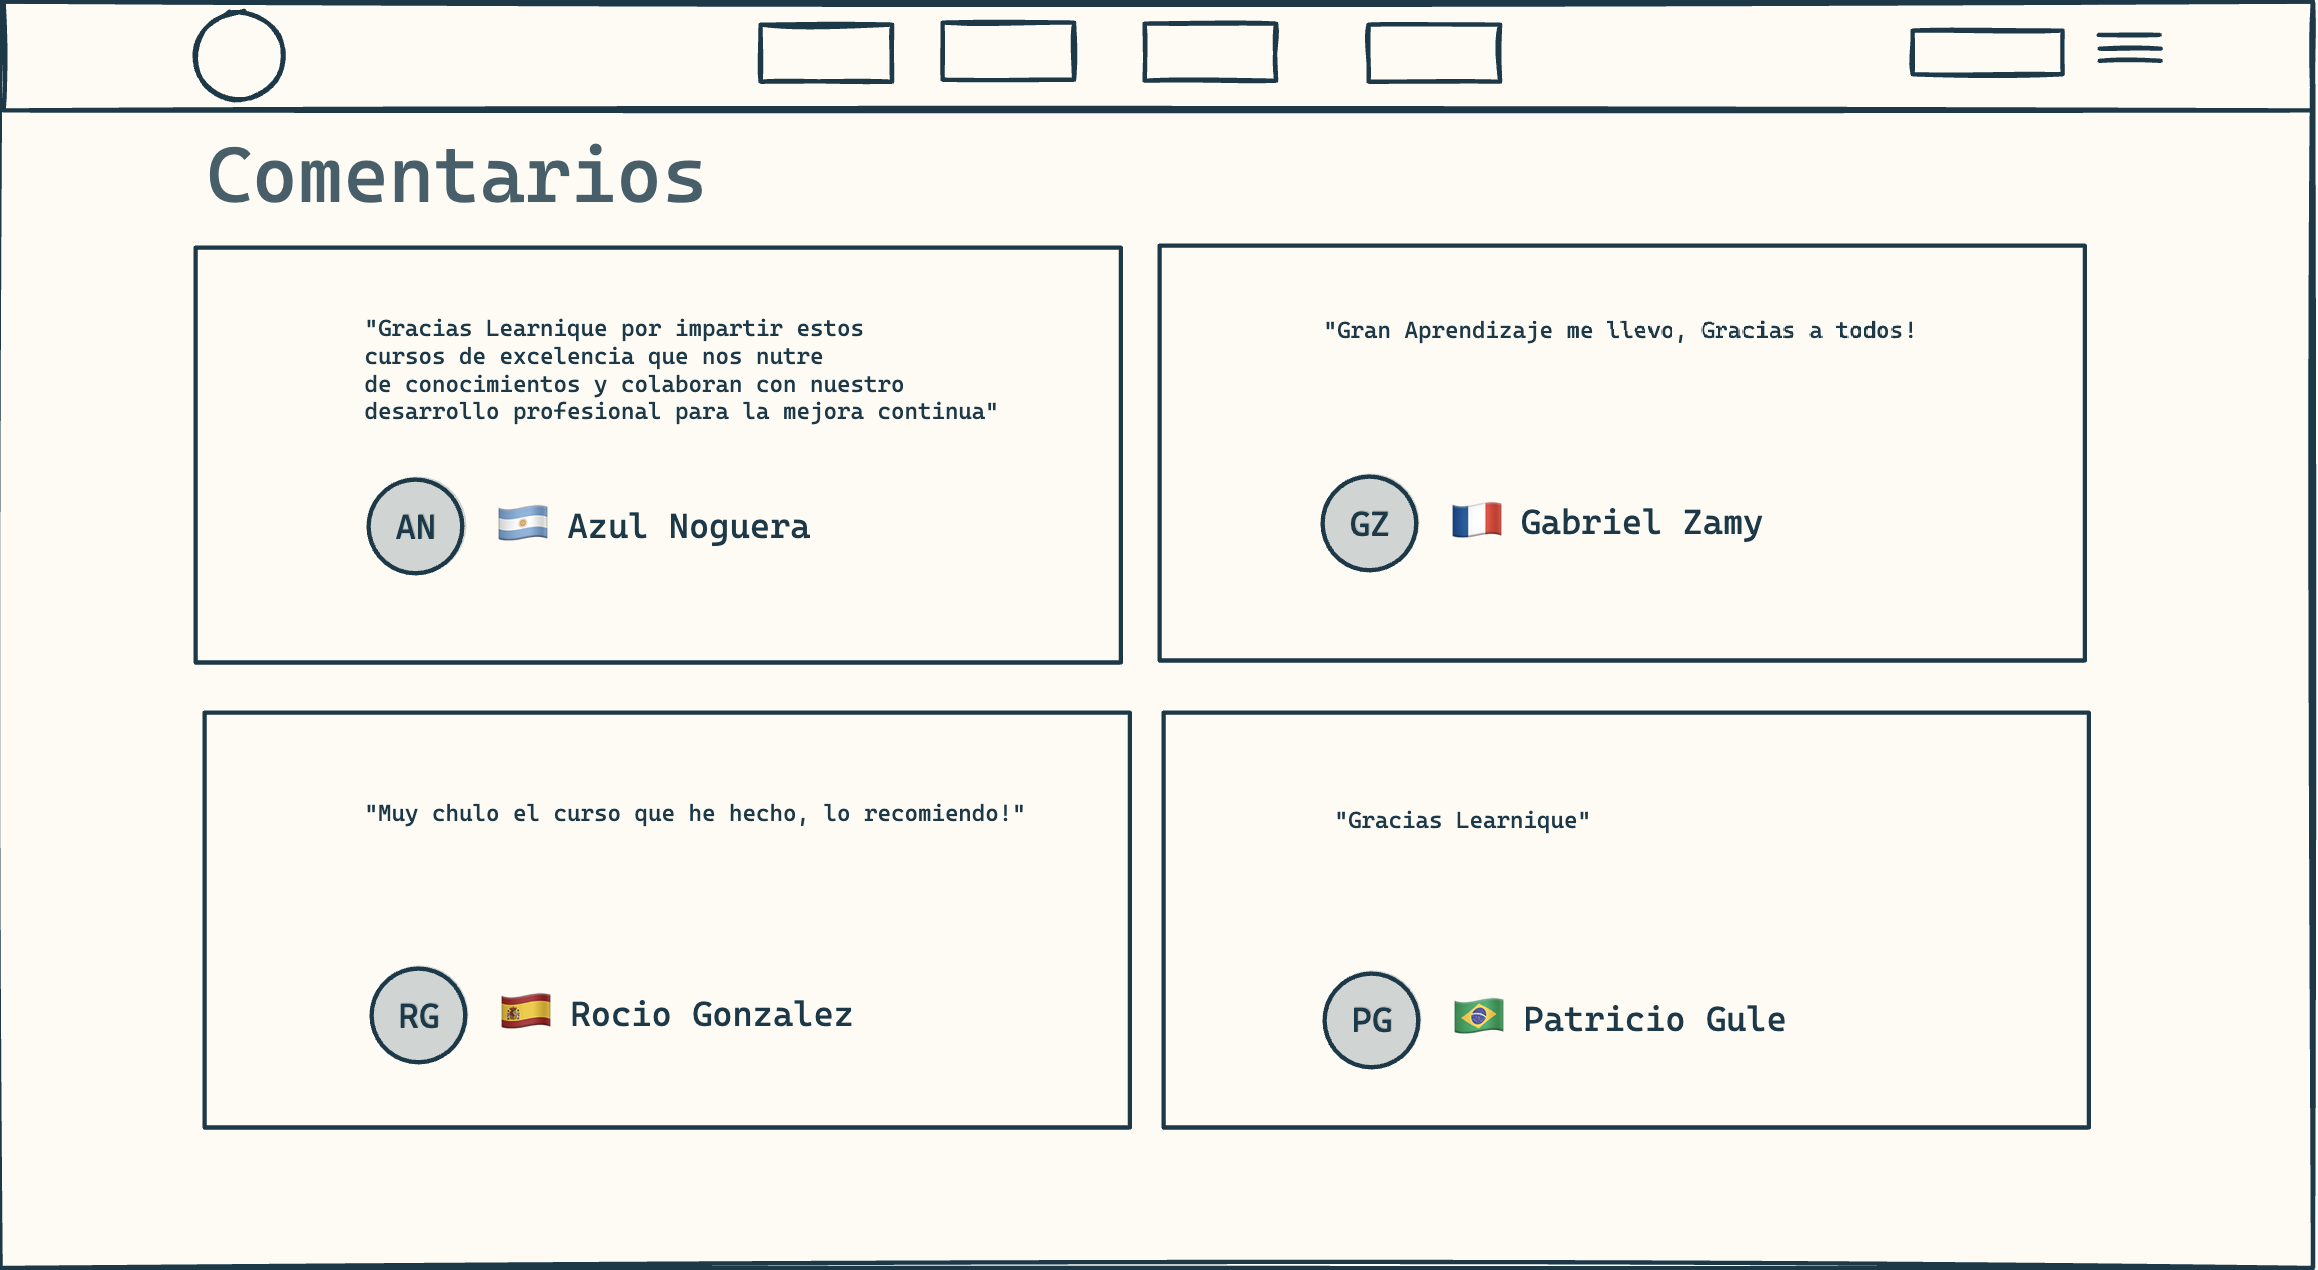 Comentarios
"Gracias Learnique por impartir estos
cursos de excelencia que nos nutre
de conocimientos y colaboran con nuestro
desarrollo profesional para la mejora continua"
AN Azul Noguera
"Gran Aprendizaje me llevo, Gracias a todos!
GZ Gabriel Zamy
"Muy chulo el curso que he hecho, lo recomiendo!"
RG Rocio Gonzalez
"Gracias Learnique"
PG Patricio Gule